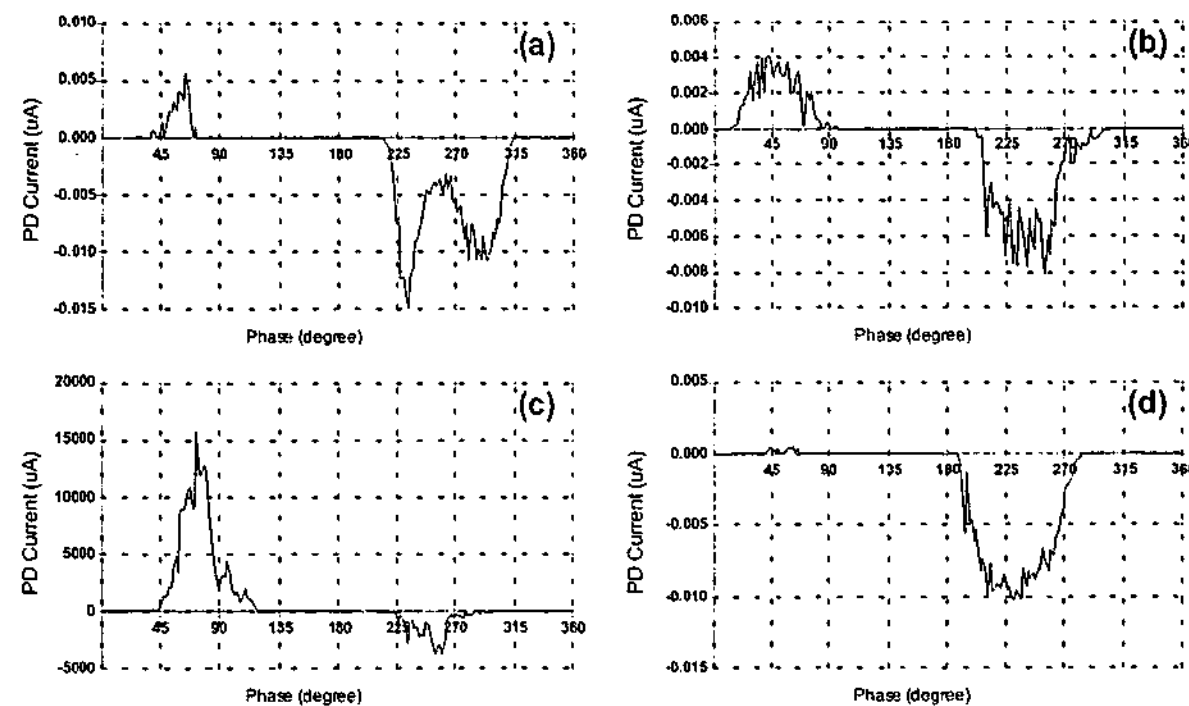 0.010
(a)
0.005
0.000
45 90 135 180 225 270 315 360
-0.005
-0.010
-0.015
PD Current (uA)
Phase (degree)
0.006
(b)
0.004
0.002
0.000
45 90 135 180 225 270 315 36
-0.002
-0.004
-0.006
-0.008
-0.010
PD Current (uA)
Phase (degree)
20000
(c)
15000
10000
5000
0
45 90 135 180 225 270 315 360
-5000
PD Current (uA)
Phase (degree)
0.005
(d)
0.000
45 90 135 180 225 270 315 36
-0.005
-0.010
-0.015
PD Current (uA)
Phase (degree)